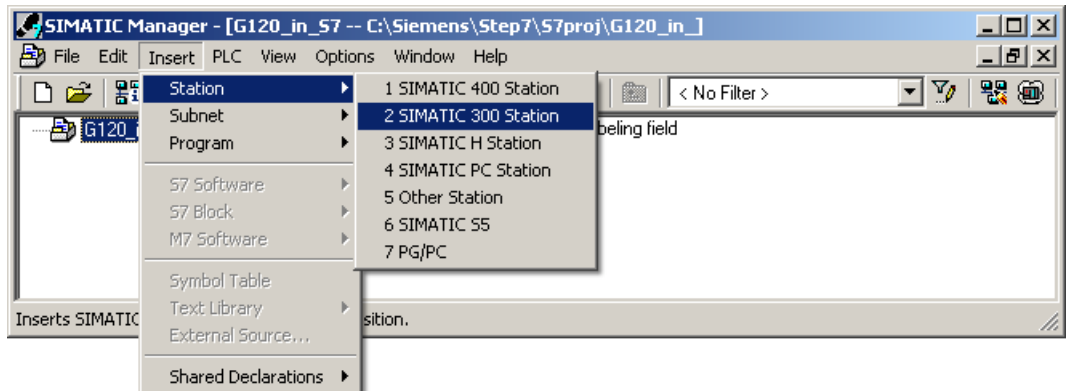 SIMATIC Manager - [G120_in_S7 -- C:\Siemens\Step7\S7proj\G120_in_]
File Edit Insert PLC View Options Window Help
< No Filter >
Station
Subnet
Program
S7 Software
S7 Block
M7 Software
Symbol Table
Text Library
External Source...
Shared Declarations
1 SIMATIC 400 Station
2 SIMATIC 300 Station
3 SIMATIC H Station
4 SIMATIC PC Station
5 Other Station
6 SIMATIC S5
7 PG/PC
G120_i
beling field
Inserts SIMATIC
sition.